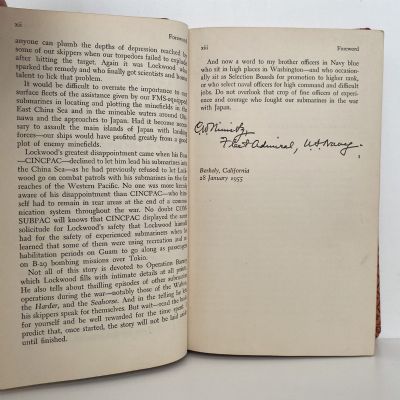 xii
Foreword
anyone can plumb the depths of depression reached by
some of our skippers when our torpedoes failed to explode
after hitting the target. Again it was Lockwood who
sparked the remedy and who finally got scientists and
tent to lick that problem.
It would be difficult to overestimate the importance to our
surface fleets of the assistance given by our FMS-equipped
submarines in locating and plotting the minefields in the
East China Sea and in the mineable waters around
nawa and the approaches to Japan. Had it become
sary to assault the main islands of Japan with landing
forces, our ships would have profited greatly from a good
plot of enemy minefields.
Lockwood's greatest disappointment came when his Boss
—CINCPAC—declined to let him lead his submarines into
the China Sea—as he had previously refused to let
wood go on combat patrols with his submarines in the far
reaches of the Western Pacific. No one was more keenly
aware of his disappointment than CINCPAC—who himself
had to remain in rear areas at the end of a
munication system throughout the war. No doubt
SUBPAC will knows that CINCPAC displayed the same
solicitude for Lockwood's safety that Lockwood himself
had for the safety of experienced submariners when he
learned that some of them were using recreation and
habilitation periods on Guam to go along as passengers
on B-29 bombing missions over Tokio.
Not all of this story is devoted to Operation Barney
which Lockwood fills with intimate details at all points.
He also tells about thrilling episodes of other submarine
operations during the war—notably those of the
the Harder, and the Seahorse. And in the telling he lets
his skippers speak for themselves. But wait—read the book
for yourself and be well rewarded for the time spent. I
predict that, once started, the story will not be laid aside
until finished.
xiii
Foreword
And now a word to my brother officers in Navy blue
who sit in high places in Washington—and who occasion-
ally sit as Selection Boards for promotion to higher rank,
or who select naval officers for high command and difficult
jobs. Do not overlook that crop of fine officers of experi-
ence and courage who fought our submarines in the war
with Japan.
C W Nimitz
Fleet Admiral, US Navy
Berkely, California
28 January 1955